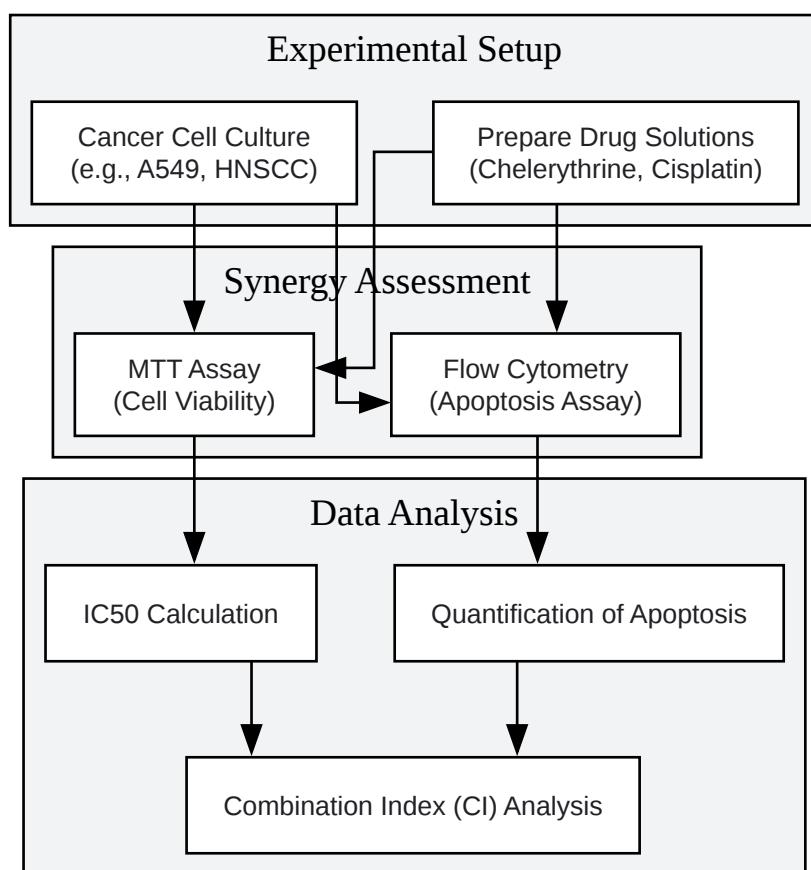 Experimental Setup
Cancer Cell Culture
(e.g., A549, HNSCC)
Prepare Drug Solutions
(Chelerythrine, Cisplatin)
Synergy Assessment
MTT Assay
(Cell Viability)
Flow Cytometry
(Apoptosis Assay)
Data Analysis
IC50 Calculation
Quantification of Apoptosis
Combination Index (CI) Analysis